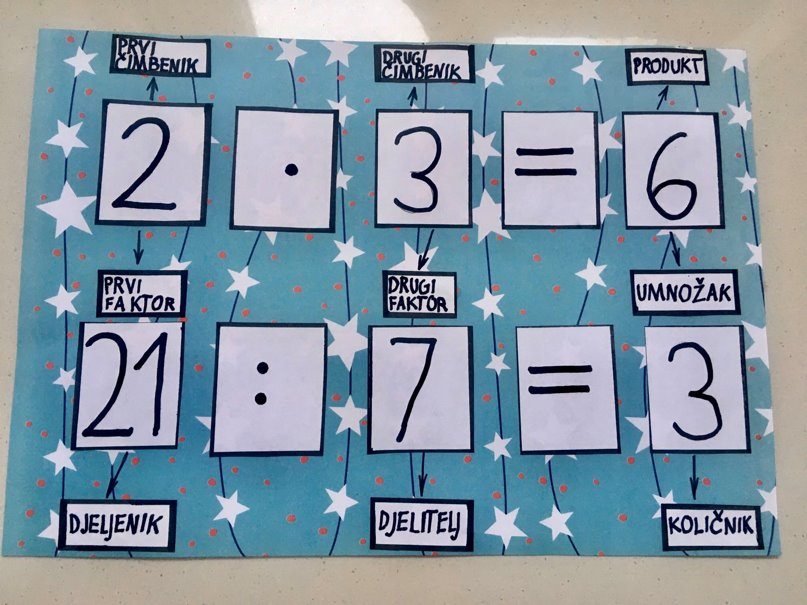 PRVI
ČIMBENIK
DRUGI
ČIMBENIK
PRODUKT
2 · 3 = 6
PRVI
FAKTOR
DRUGI
FAKTOR
UMNOŽAK
21 : 7 = 3
DJELJENIK
DJELITELJ
KOLIČNIK